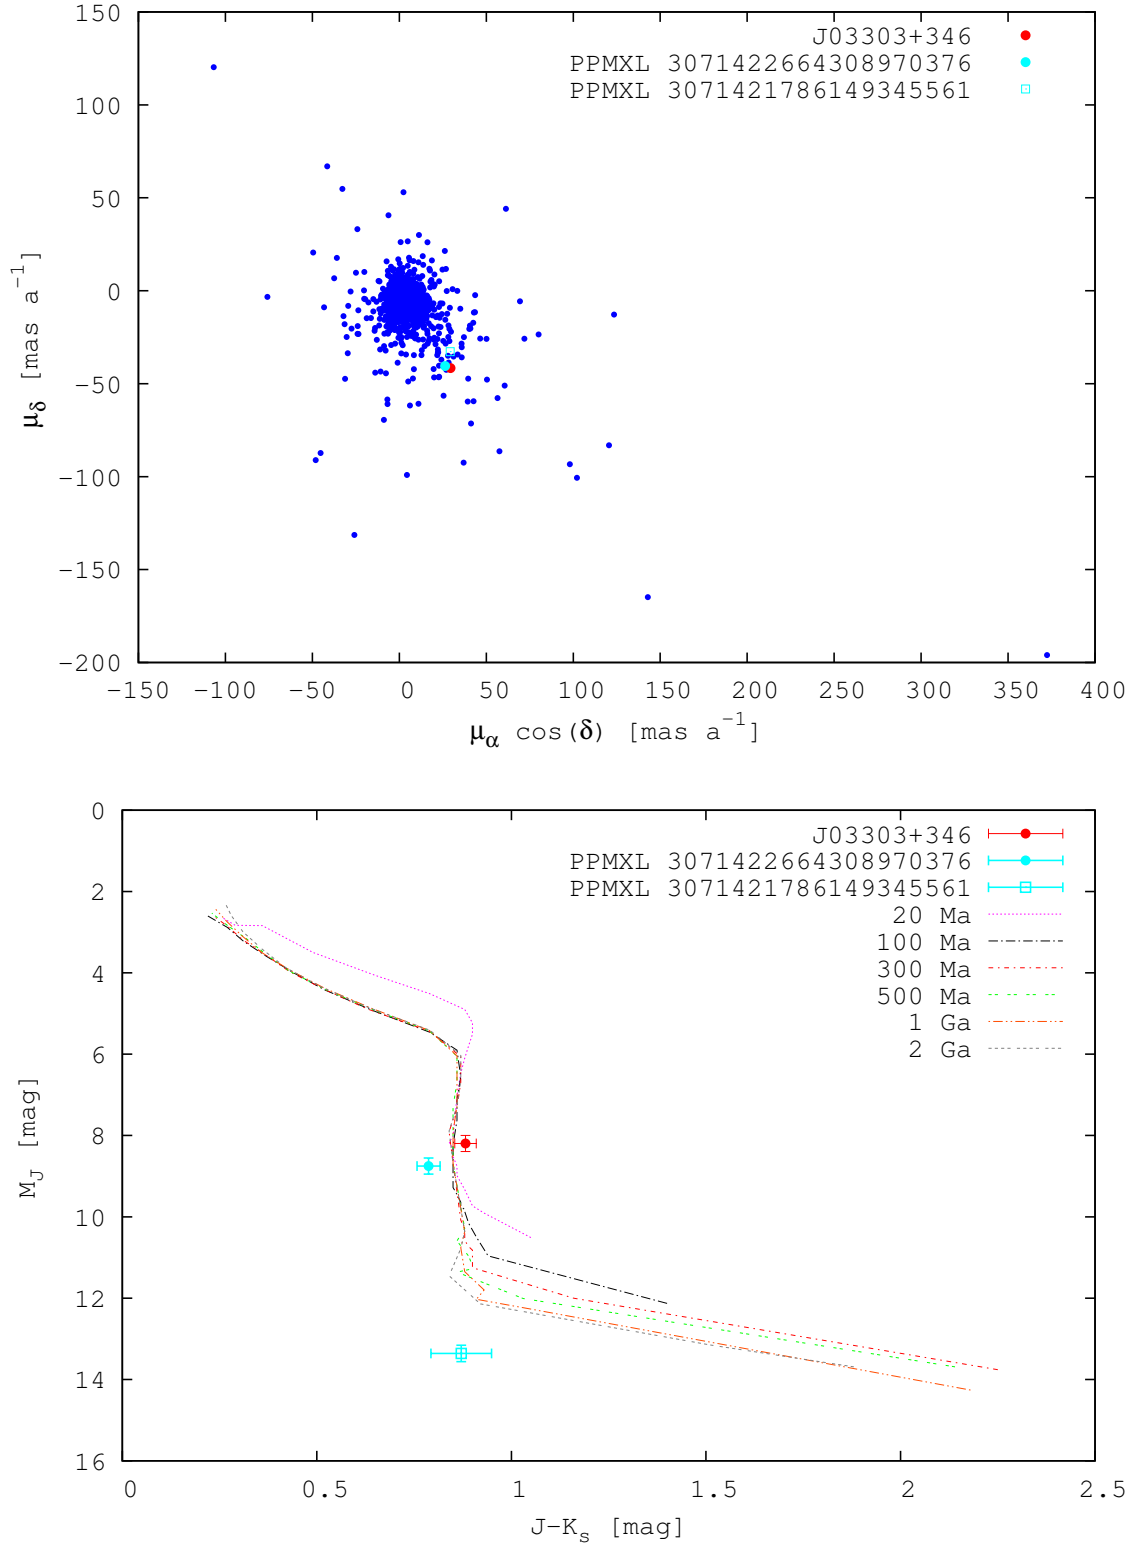 150
100
50
0
−50
−100
−150
−200
μδ [mas a−1]
J03303+346
PPMXL 3071422664308970376
PPMXL 3071421786149345561
−150 −100 −50 0 50 100 150 200 250 300 350 400
μα cos(δ) [mas a−1]
0
2
4
6
8
10
12
14
16
MJ [mag]
J03303+346
PPMXL 3071422664308970376
PPMXL 3071421786149345561
20 Ma
100 Ma
300 Ma
500 Ma
1 Ga
2 Ga
0 0.5 1 1.5 2 2.5
J−Ks [mag]